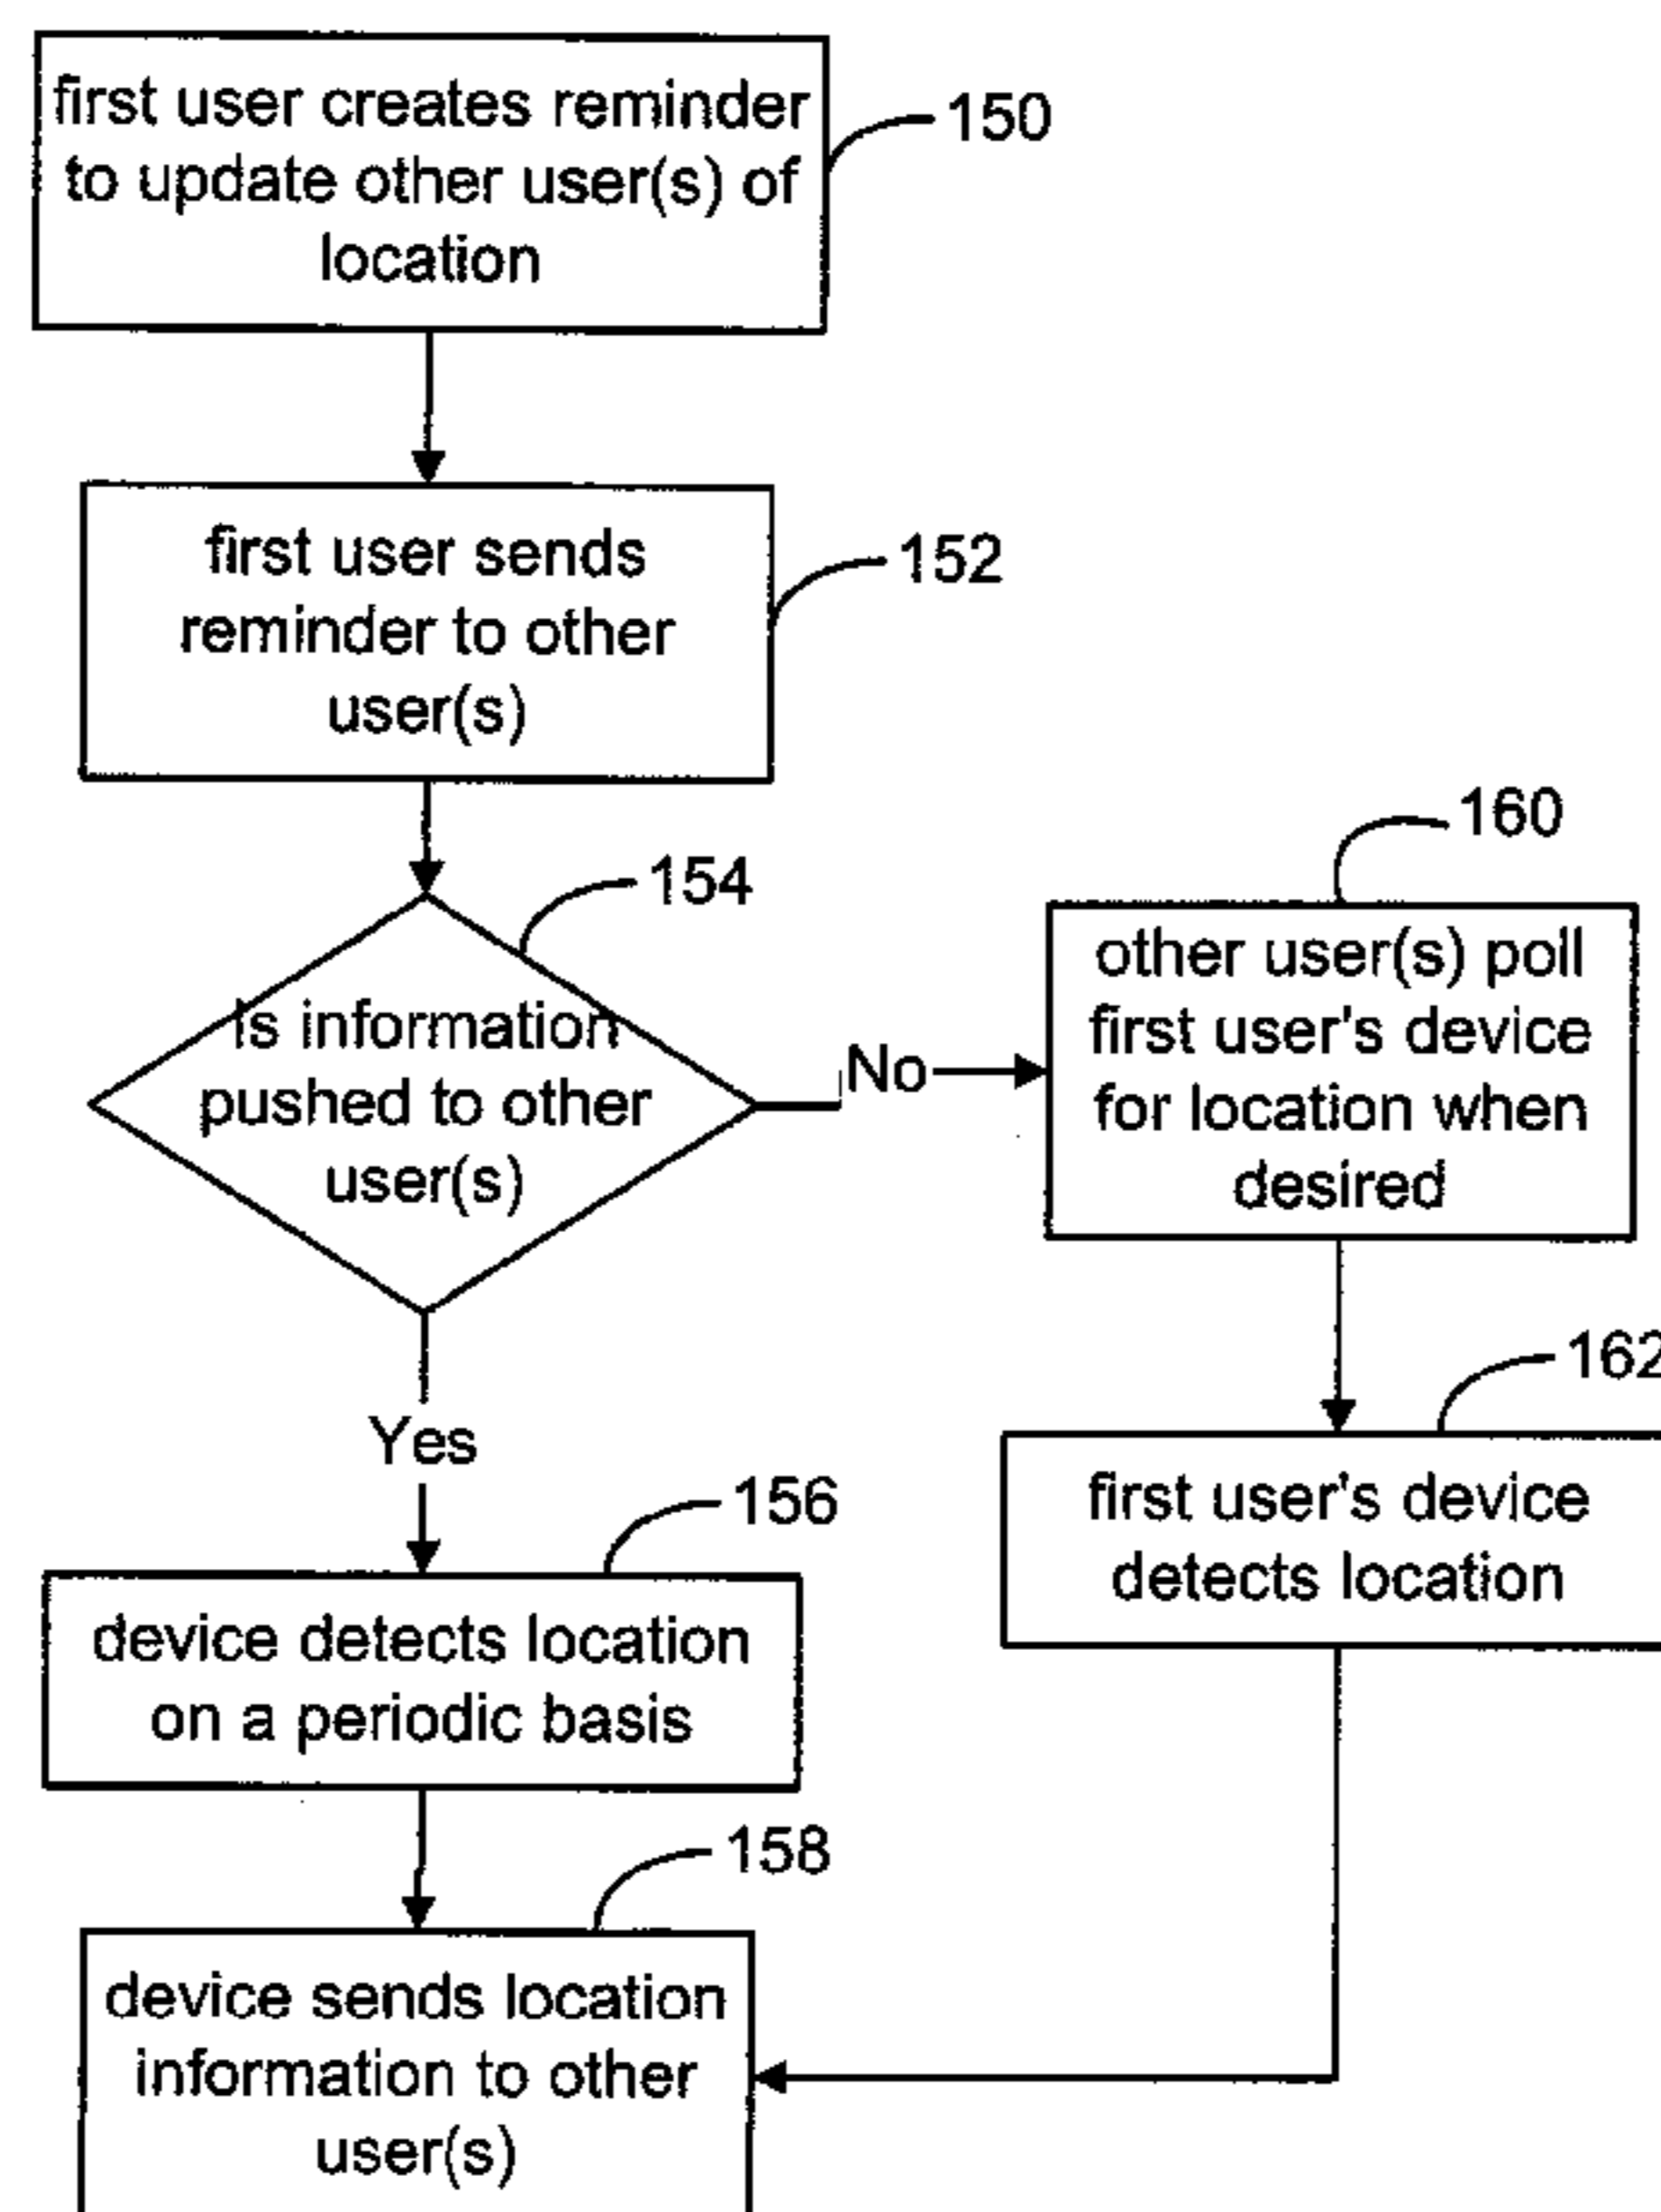 first user creates reminder
to update other user(s) of
location
150
first user sends
reminder to other
user(s)
152
154
is information
pushed to other
user(s)
No
160
other user(s) poll
first user's device
for location when
desired
Yes
162
first user's device
detects location
156
device detects location
on a periodic basis
158
device sends location
information to other
user(s)